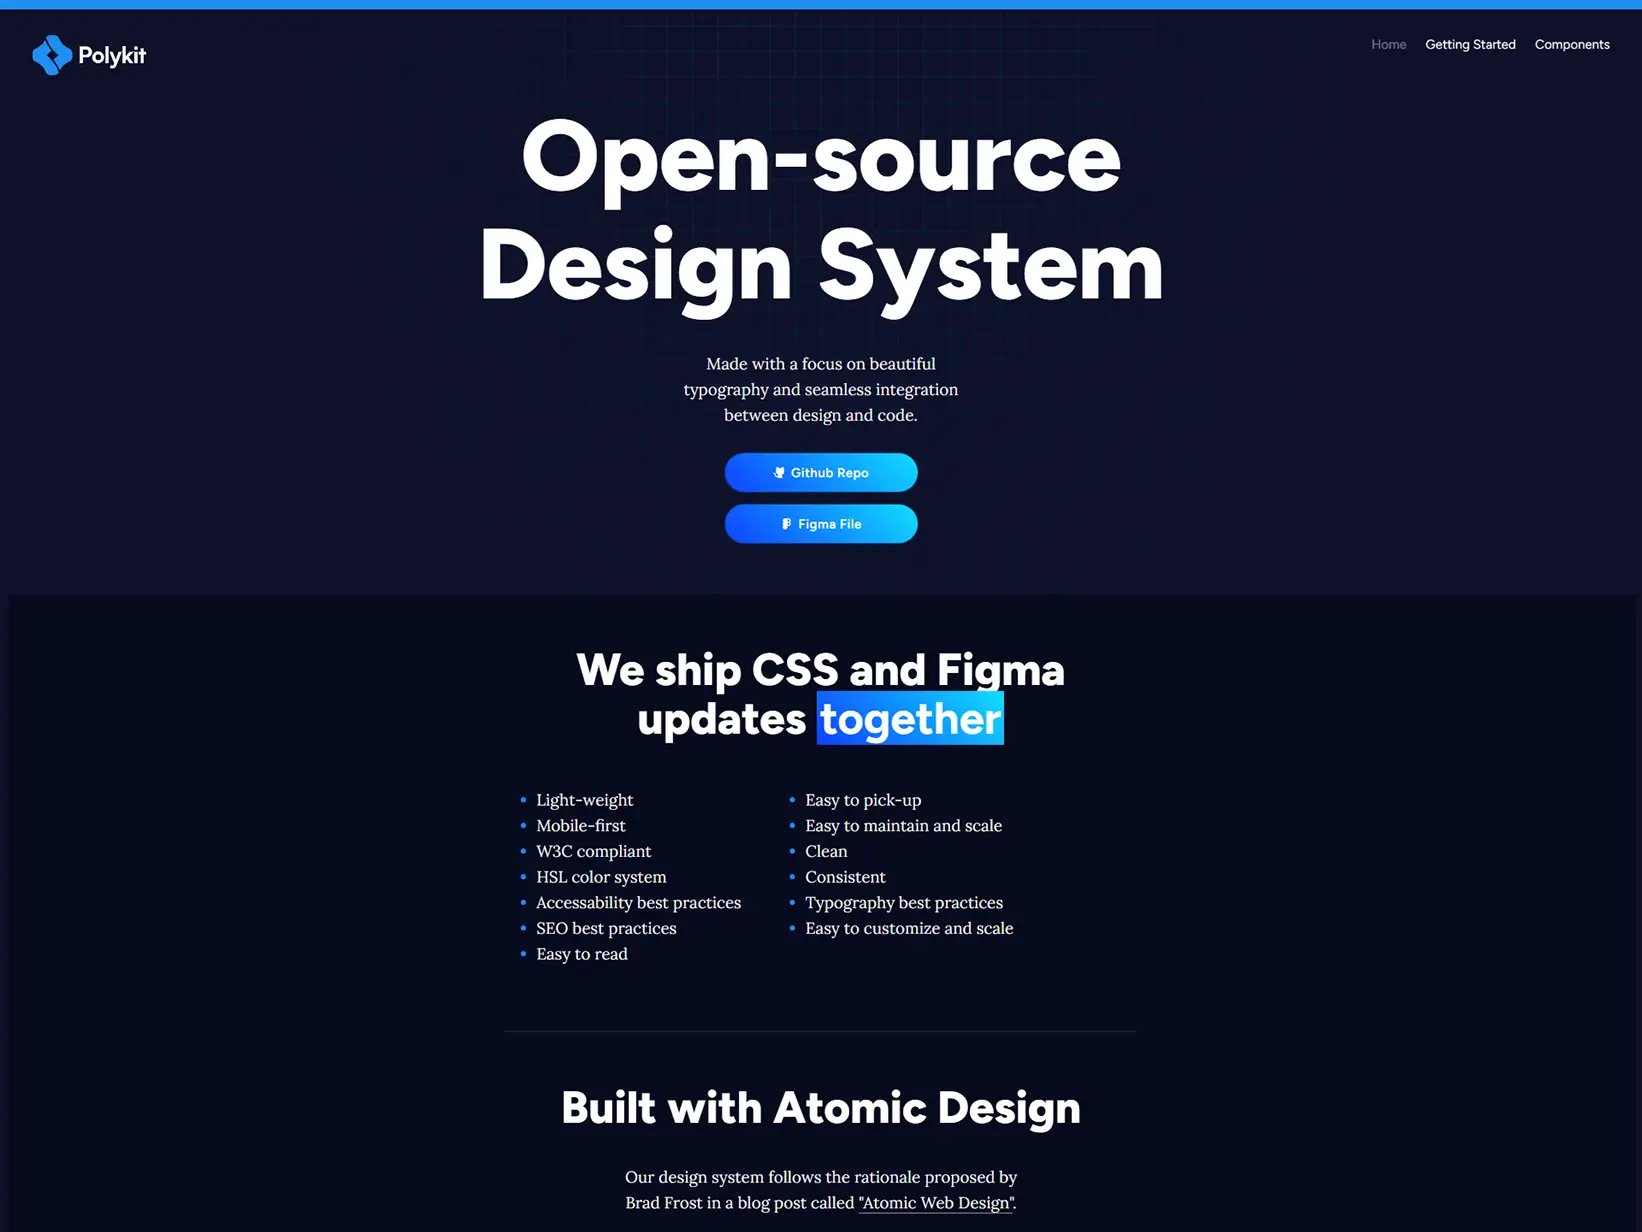 Polykit
Home Getting Started Components
Open-source
Design System
Made with a focus on beautiful
typography and seamless integration
between design and code.
Github Repo
Figma File
We ship CSS and Figma
updates together
Light-weight
Mobile-first
W3C compliant
HSL color system
Accessability best practices
SEO best practices
Easy to read
Easy to pick-up
Easy to maintain and scale
Clean
Consistent
Typography best practices
Easy to customize and scale
Built with Atomic Design
Our design system follows the rationale proposed by
Brad Frost in a blog post called "Atomic Web Design".